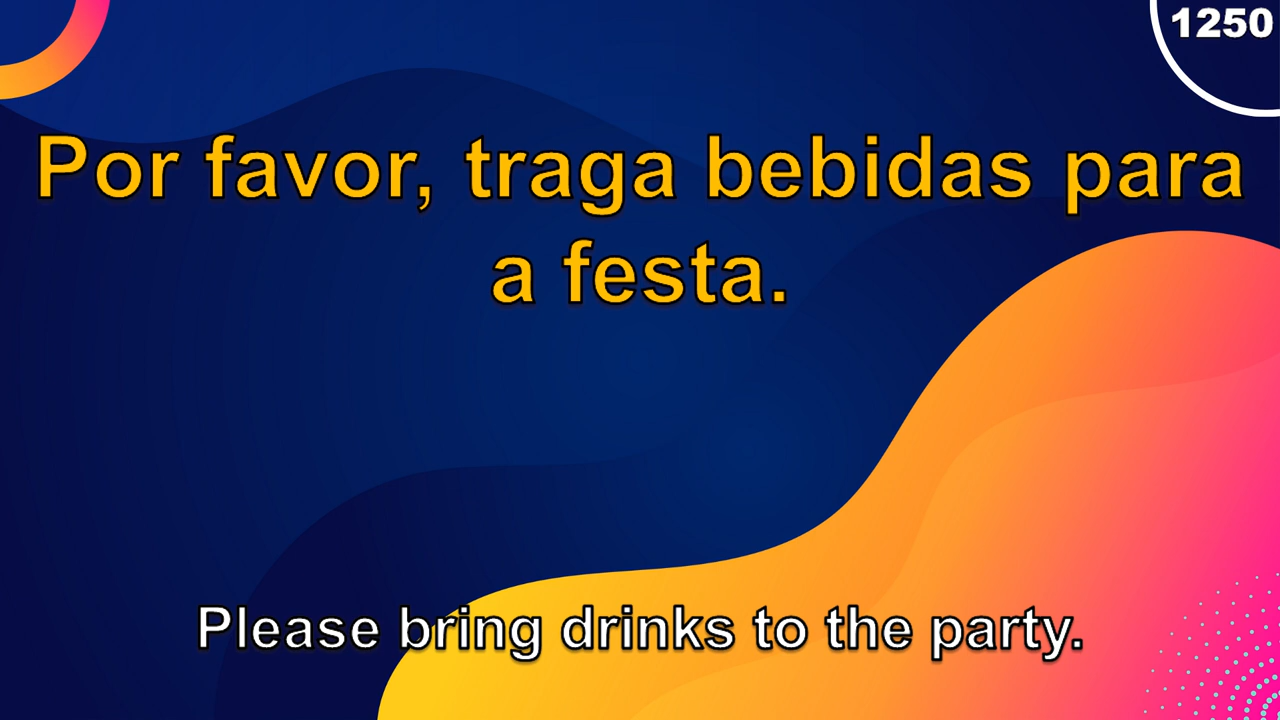 1250
Por favor, traga bebidas para
a festa.
Please bring drinks to the party.